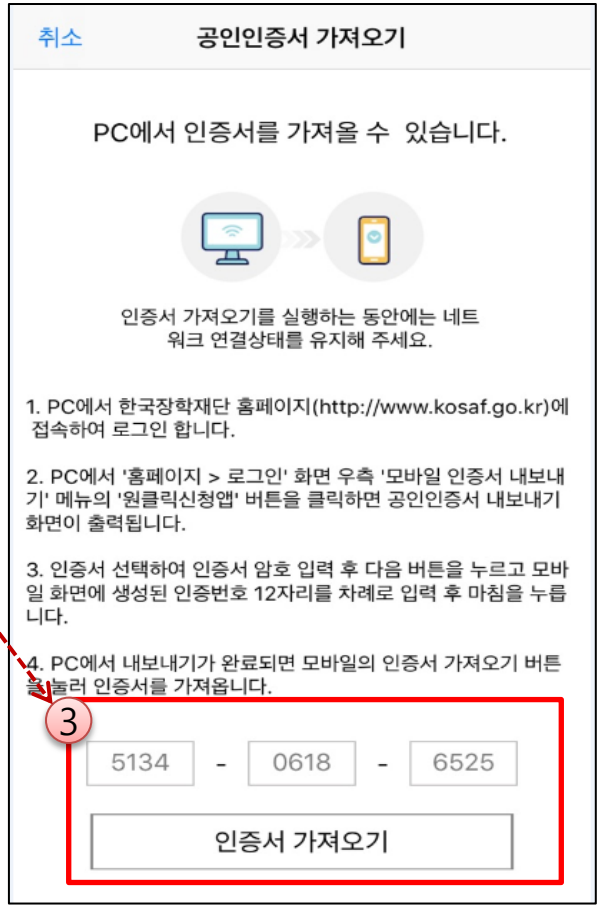 취소 공인인증서 가져오기
PC에서 인증서를 가져올 수 있습니다.
인증서 가져오기를 실행하는 동안에는 네트
워크 연결상태를 유지해 주세요.
1. PC에서 한국장학재단 홈페이지(http://www.kosaf.go.kr)에
접속하여 로그인 합니다.
2. PC에서 '홈페이지 > 로그인' 화면 우측 '모바일 인증서 내보내
기' 메뉴의 '원클릭신청앱' 버튼을 클릭하면 공인인증서 내보내기
화면이 출력됩니다.
3. 인증서 선택하여 인증서 암호 입력 후 다음 버튼을 누르고 모바
일 화면에 생성된 인증번호 12자리를 차례로 입력 후 마침을 누릅
니다.
4. PC에서 내보내기가 완료되면 모바일의 인증서 가져오기 버튼
을 눌러 인증서를 가져옵니다.
3
5134 - 0618 - 6525
인증서 가져오기